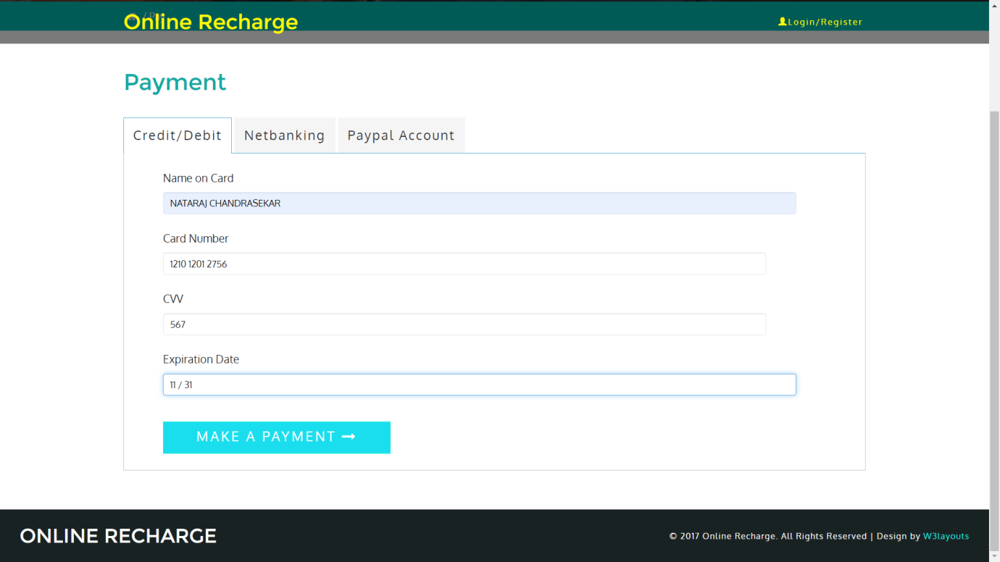 Online Recharge
Login/Register
Payment
Credit/Debit
Netbanking
Paypal Account
Name on Card
NATARAJ CHANDRASEKAR
Card Number
1210 1201 2756
CVV
567
Expiration Date
11 / 31
MAKE A PAYMENT
ONLINE RECHARGE
© 2017 Online Recharge. All Rights Reserved | Design by W3layouts